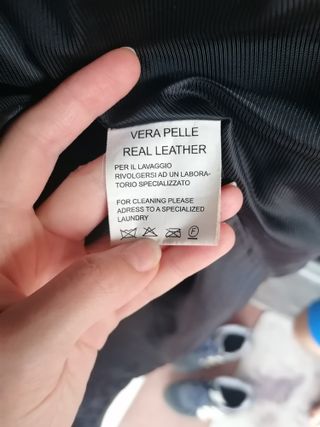 VERA PELLE
REAL LEATHER
PER IL LAVAGGIO
RIVOLGERSI AD UN LABORA-
TORIO SPECIALIZZATO
FOR CLEANING PLEASE
ADRESS TO A SPECIALIZED
LAUNDRY
F